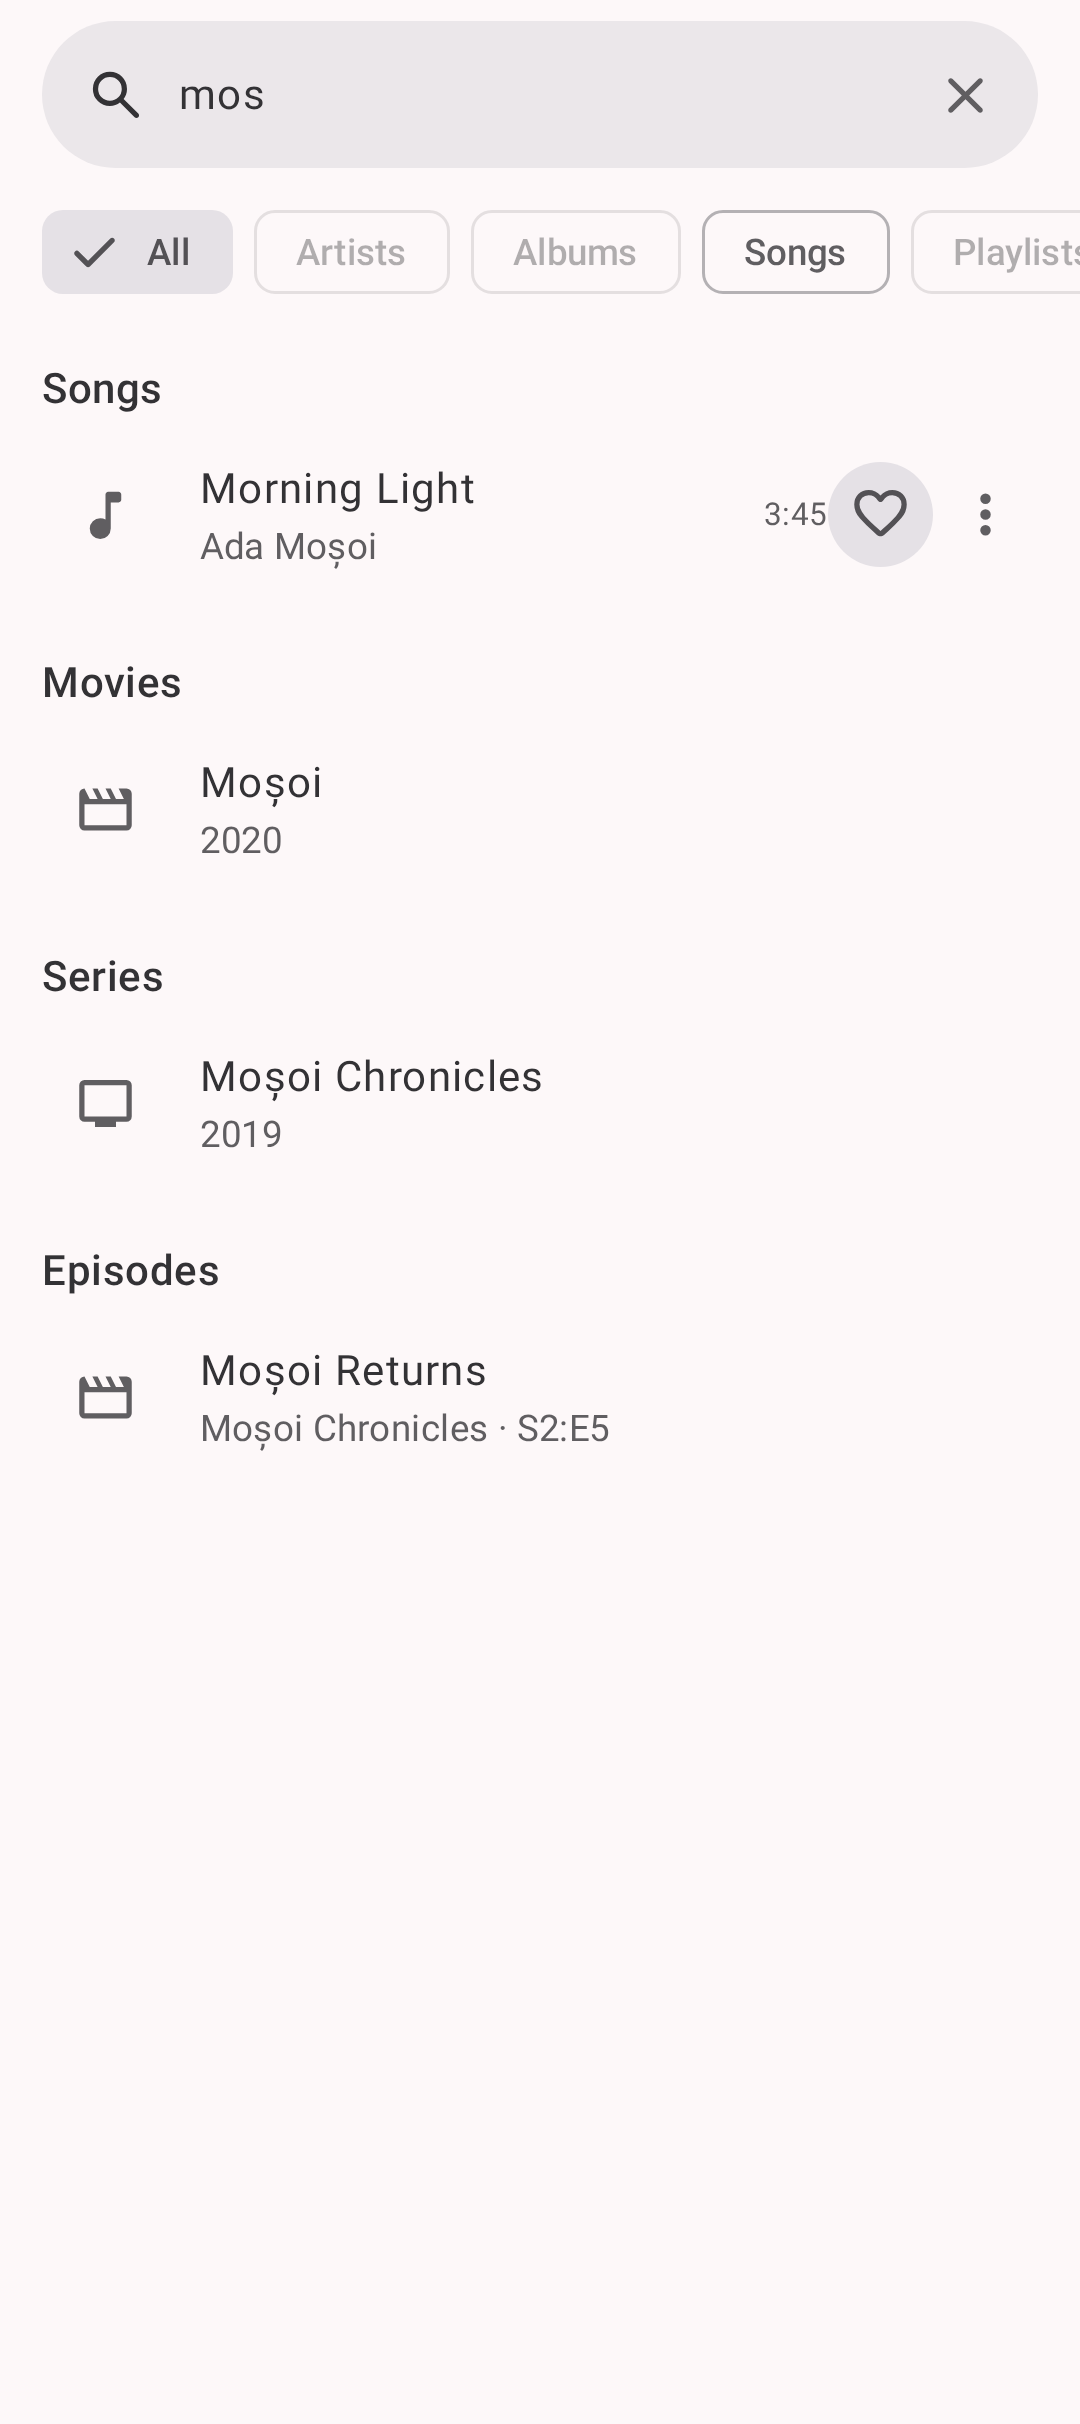 mos
All Artists Albums Songs Playlists
Songs
Morning Light
3:45
Ada Moșoi
Movies
Moșoi
2020
Series
Moșoi Chronicles
2019
Episodes
Moșoi Returns
Moșoi Chronicles · S2:E5